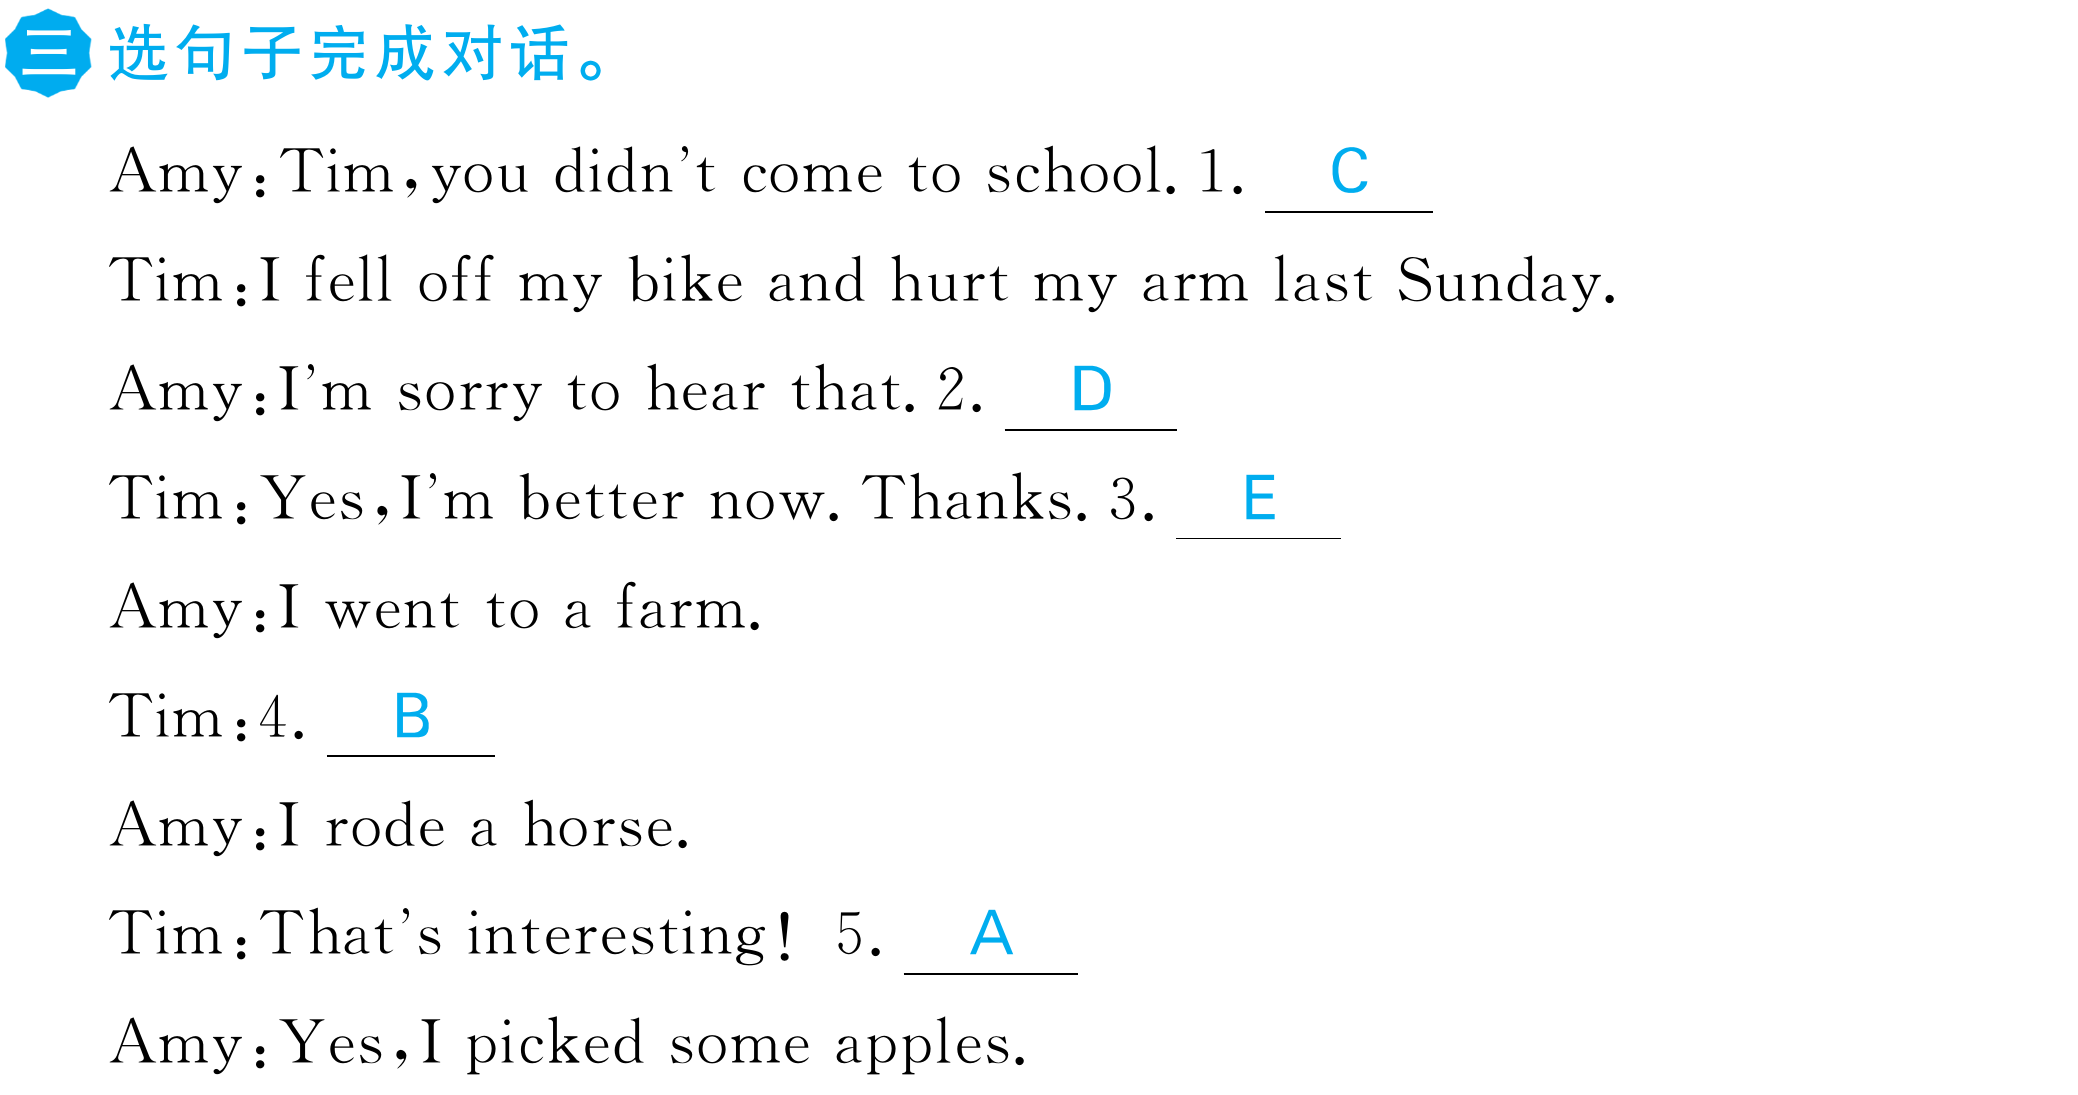 三 选句子完成对话。
Amy:Tim,you didn't come to school. 1. C
Tim:I fell off my bike and hurt my arm last Sunday.
Amy:I'm sorry to hear that. 2. D
Tim:Yes,I'm better now. Thanks. 3. E
Amy:I went to a farm.
Tim:4. B
Amy:I rode a horse.
Tim:That's interesting! 5. A
Amy:Yes,I picked some apples.